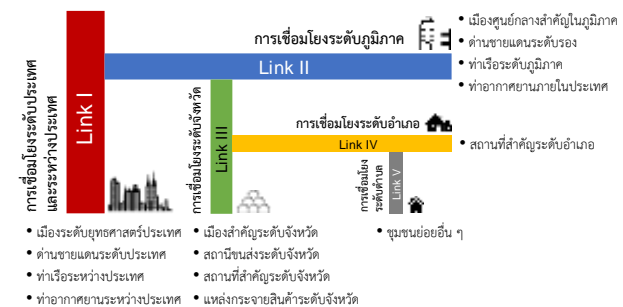 การเชื่อมโยงระดับประเทศ
และระหว่างประเทศ
Link I
การเชื่อมโยงระดับภูมิภาค
Link II
• เมืองศูนย์กลางสำคัญในภูมิภาค
• ด่านชายแดนระดับรอง
• ท่าเรือระดับภูมิภาค
• ท่าอากาศยานภายในประเทศ
การเชื่อมโยงระดับจังหวัด
Link III
การเชื่อมโยงระดับอำเภอ
Link IV
• สถานที่สำคัญระดับอำเภอ
การเชื่อมโยง
ระดับตำบล
Link V
• เมืองระดับยุทธศาสตร์ประเทศ
• ด่านชายแดนระดับประเทศ
• ท่าเรือระหว่างประเทศ
• ท่าอากาศยานระหว่างประเทศ
• เมืองสำคัญระดับจังหวัด
• สถานีขนส่งระดับจังหวัด
• สถานที่สำคัญระดับจังหวัด
• แหล่งกระจายสินค้าระดับจังหวัด
• ชุมชนย่อยอื่น ๆ